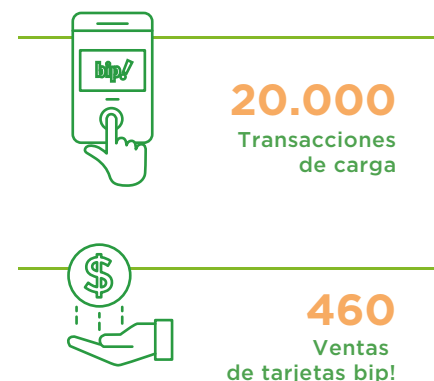 bip!
20.000
Transacciones
de carga
$
460
Ventas
de tarjetas bip!